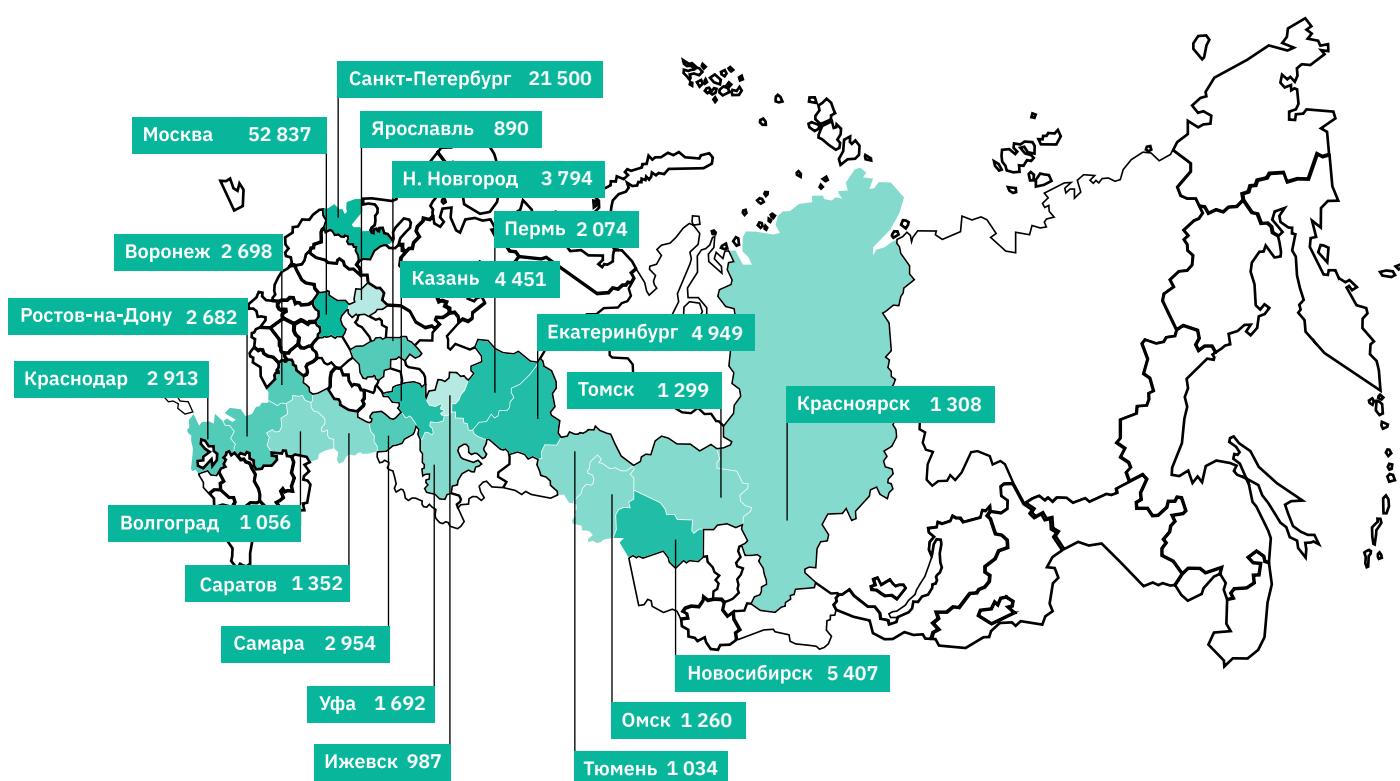 Санкт-Петербург 21 500
Москва 52 837
Ярославль 890
Н. Новгород 3 794
Пермь 2 074
Воронеж 2 698
Казань 4 451
Ростов-на-Дону 2 682
Екатеринбург 4 949
Краснодар 2 913
Томск 1 299
Красноярск 1 308
Волгоград 1 056
Саратов 1 352
Самара 2 954
Новосибирск 5 407
Уфа 1 692
Омск 1 260
Ижевск 987
Тюмень 1 034